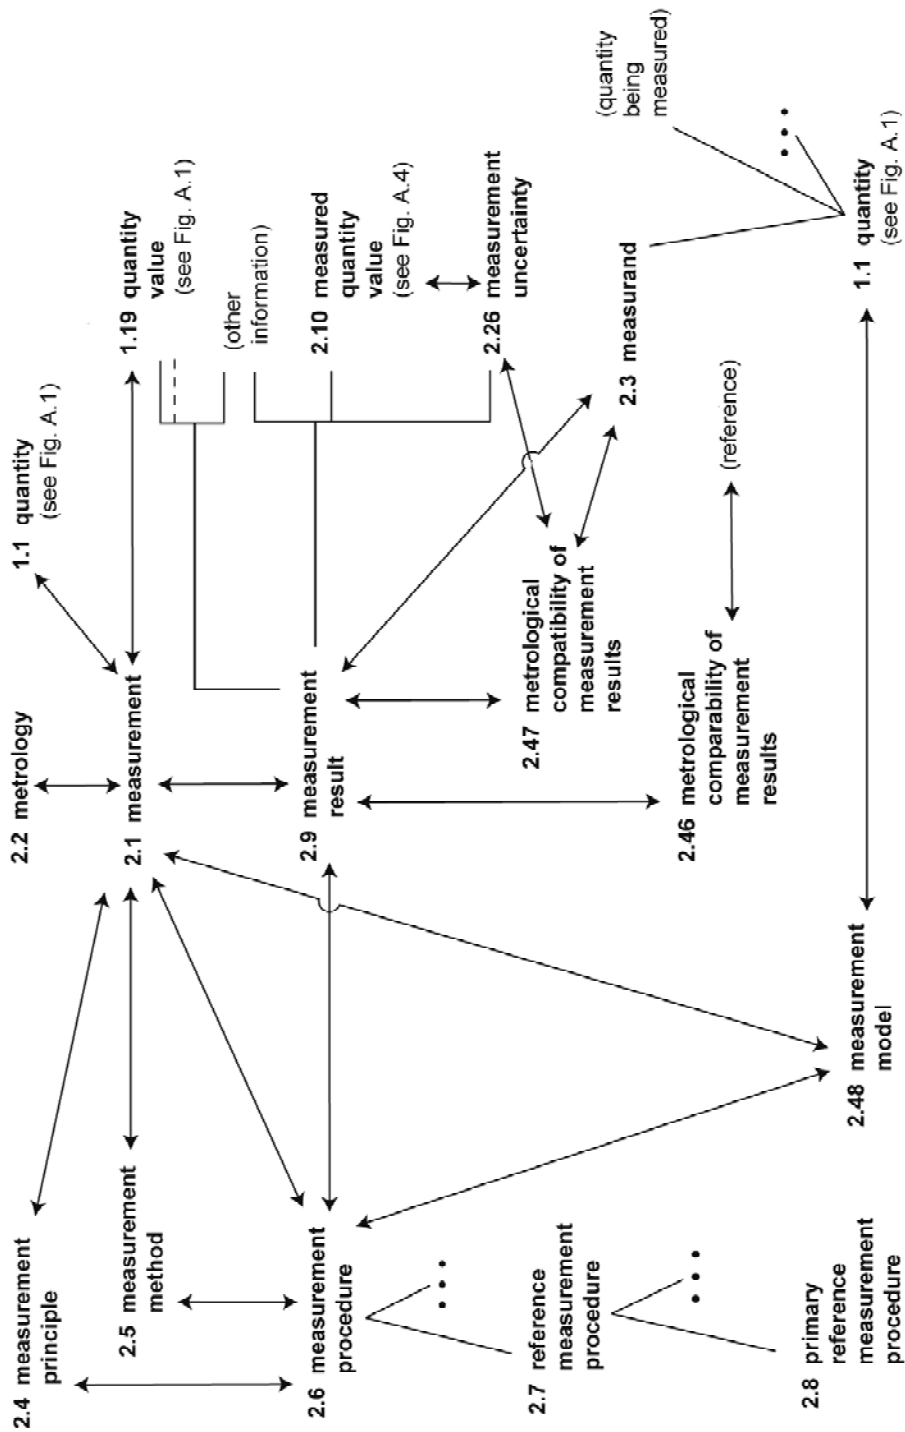 2.4 measurement
principle
2.5 measurement
method
2.6 measurement
procedure
2.7 reference
measurement
procedure
2.8 primary
reference
measurement
procedure
2.2 metrology
2.1 measurement
2.9 measurement
result
2.48 measurement
model
1.1 quantity
(see Fig. A.1)
2.47 metrological
compatibility of
measurement
results
2.46 metrological
comparability of
measurement
results
1.19 quantity
value
(see Fig. A.1)
(other
information)
2.10 measured
quantity
value
(see Fig. A.4)
2.26 measurement
uncertainty
2.3 measurand
(reference)
(quantity
being
measured)
1.1 quantity
(see Fig. A.1)